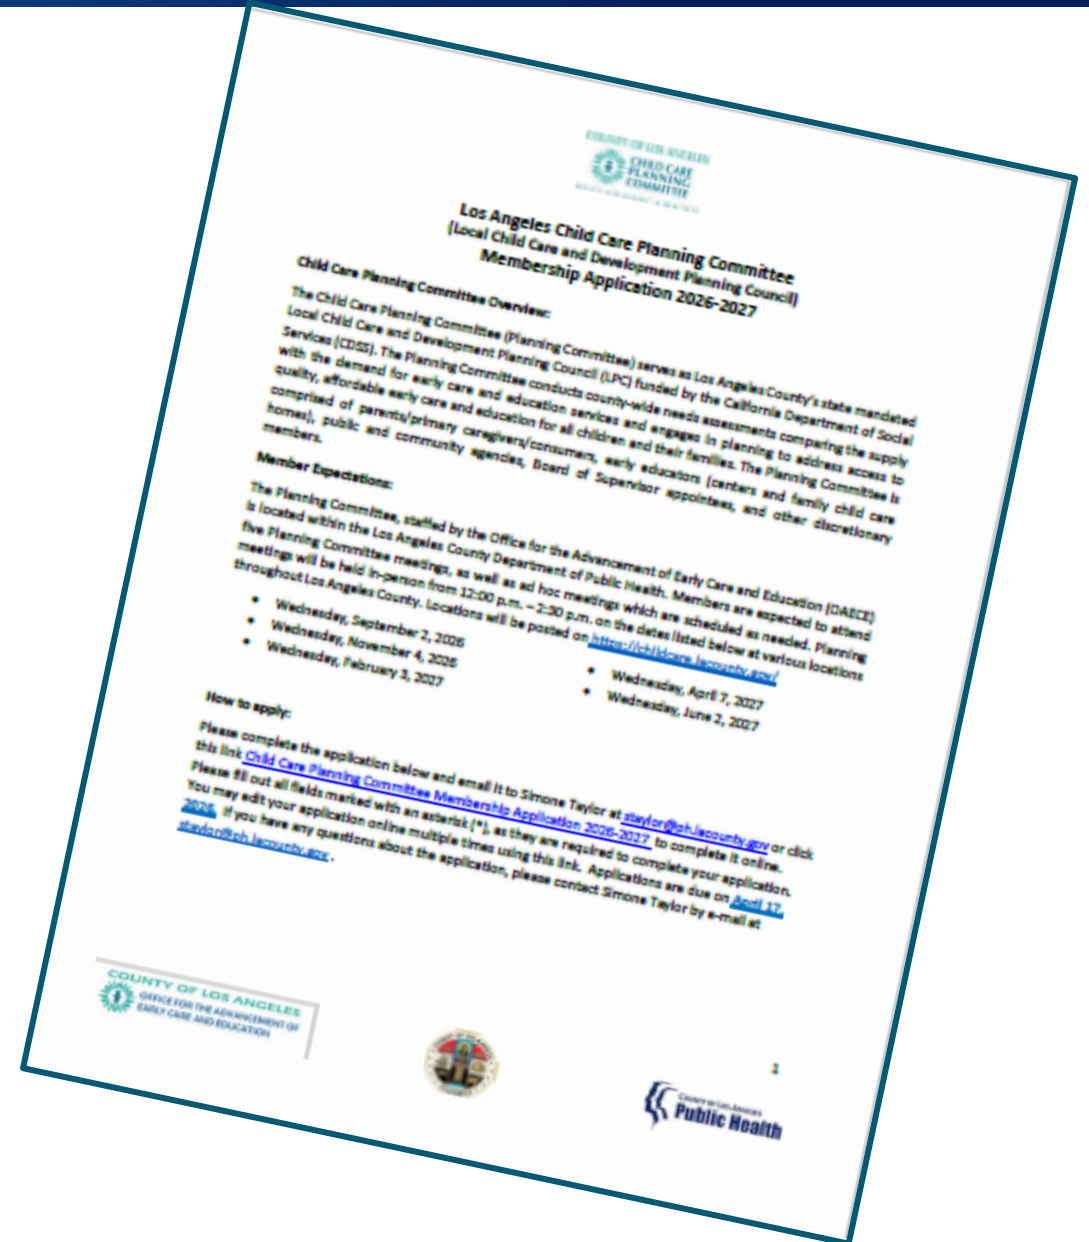 COUNTY OF LOS ANGELES
CHILD CARE
PLANNING
COMMITTEE
Los Angeles Child Care Planning Committee
(Local Child Care and Development Planning Council)
Membership Application 2026-2027
Child Care Planning Committee Overview:
The Child Care Planning Committee (Planning Committee) serves as Los Angeles County's state mandated
Local Child Care and Development Planning Council (LPC) funded by the California Department of Social
Services (CDSS). The Planning Committee conducts county-wide needs assessments comparing the supply
with the demand for early care and education services and engages in planning to address access to
quality, affordable early care and education for all children and their families. The Planning Committee is
comprised of parents/primary caregivers/consumers, early educators (centers and family child care
homes), public and community agencies, Board of Supervisor appointees, and other discretionary
members.
Member Expectations:
The Planning Committee, staffed by the Office for the Advancement of Early Care and Education (OAECE)
is located within the Los Angeles County Department of Public Health. Members are expected to attend
five Planning Committee meetings, as well as ad hoc meetings which are scheduled as needed. Planning
meetings will be held in-person from 12:00 p.m. – 2:30 p.m. on the dates listed below at various locations
throughout Los Angeles County. Locations will be posted on https://childcare.lacounty.gov/
• Wednesday, September 2, 2026
• Wednesday, November 4, 2026
• Wednesday, February 3, 2027
• Wednesday, April 7, 2027
• Wednesday, June 2, 2027
How to apply:
Please complete the application below and email it to Simone Taylor at staylor@ph.lacounty.gov or click
this link Child Care Planning Committee Membership Application 2026-2027 to complete it online.
Please fill out all fields marked with an asterisk (*), as they are required to complete your application.
You may edit your application online multiple times using this link. Applications are due on April 17,
2026. If you have any questions about the application, please contact Simone Taylor by e-mail at
staylor@ph.lacounty.gov.
COUNTY OF LOS ANGELES
OFFICE FOR THE ADVANCEMENT OF
EARLY CARE AND EDUCATION
1
COUNTY OF LOS ANGELES
Public Health